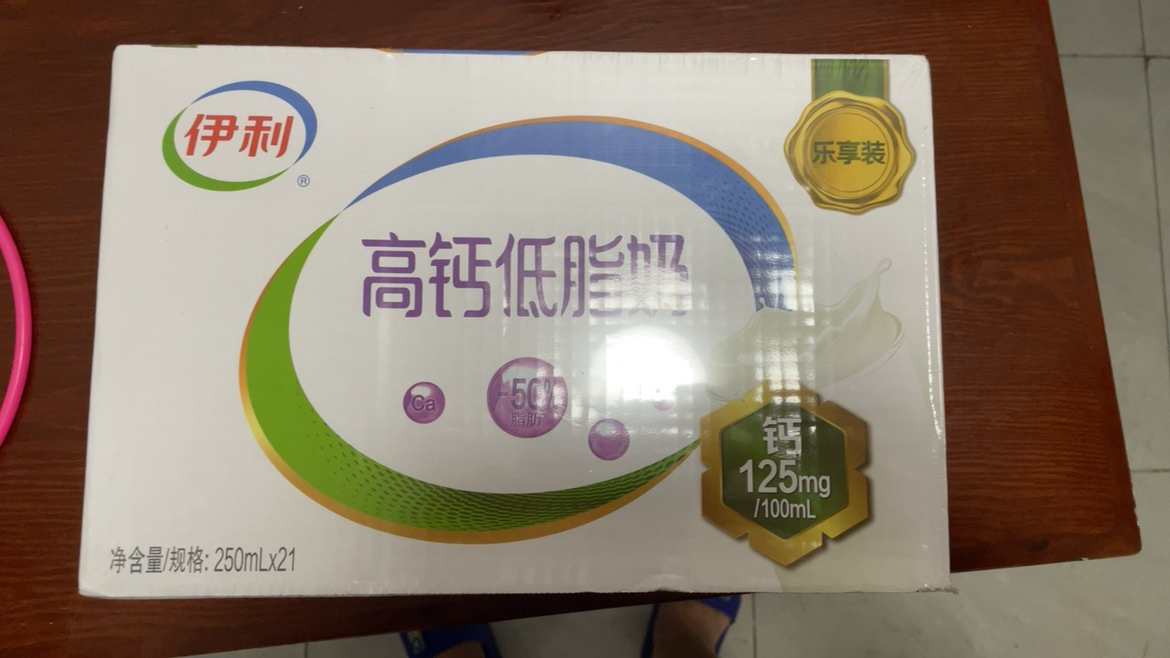 伊利
®
乐享装
高钙低脂奶
Ca
-50%
脂肪
钙
125mg
/100mL
净含量/规格: 250mLx21